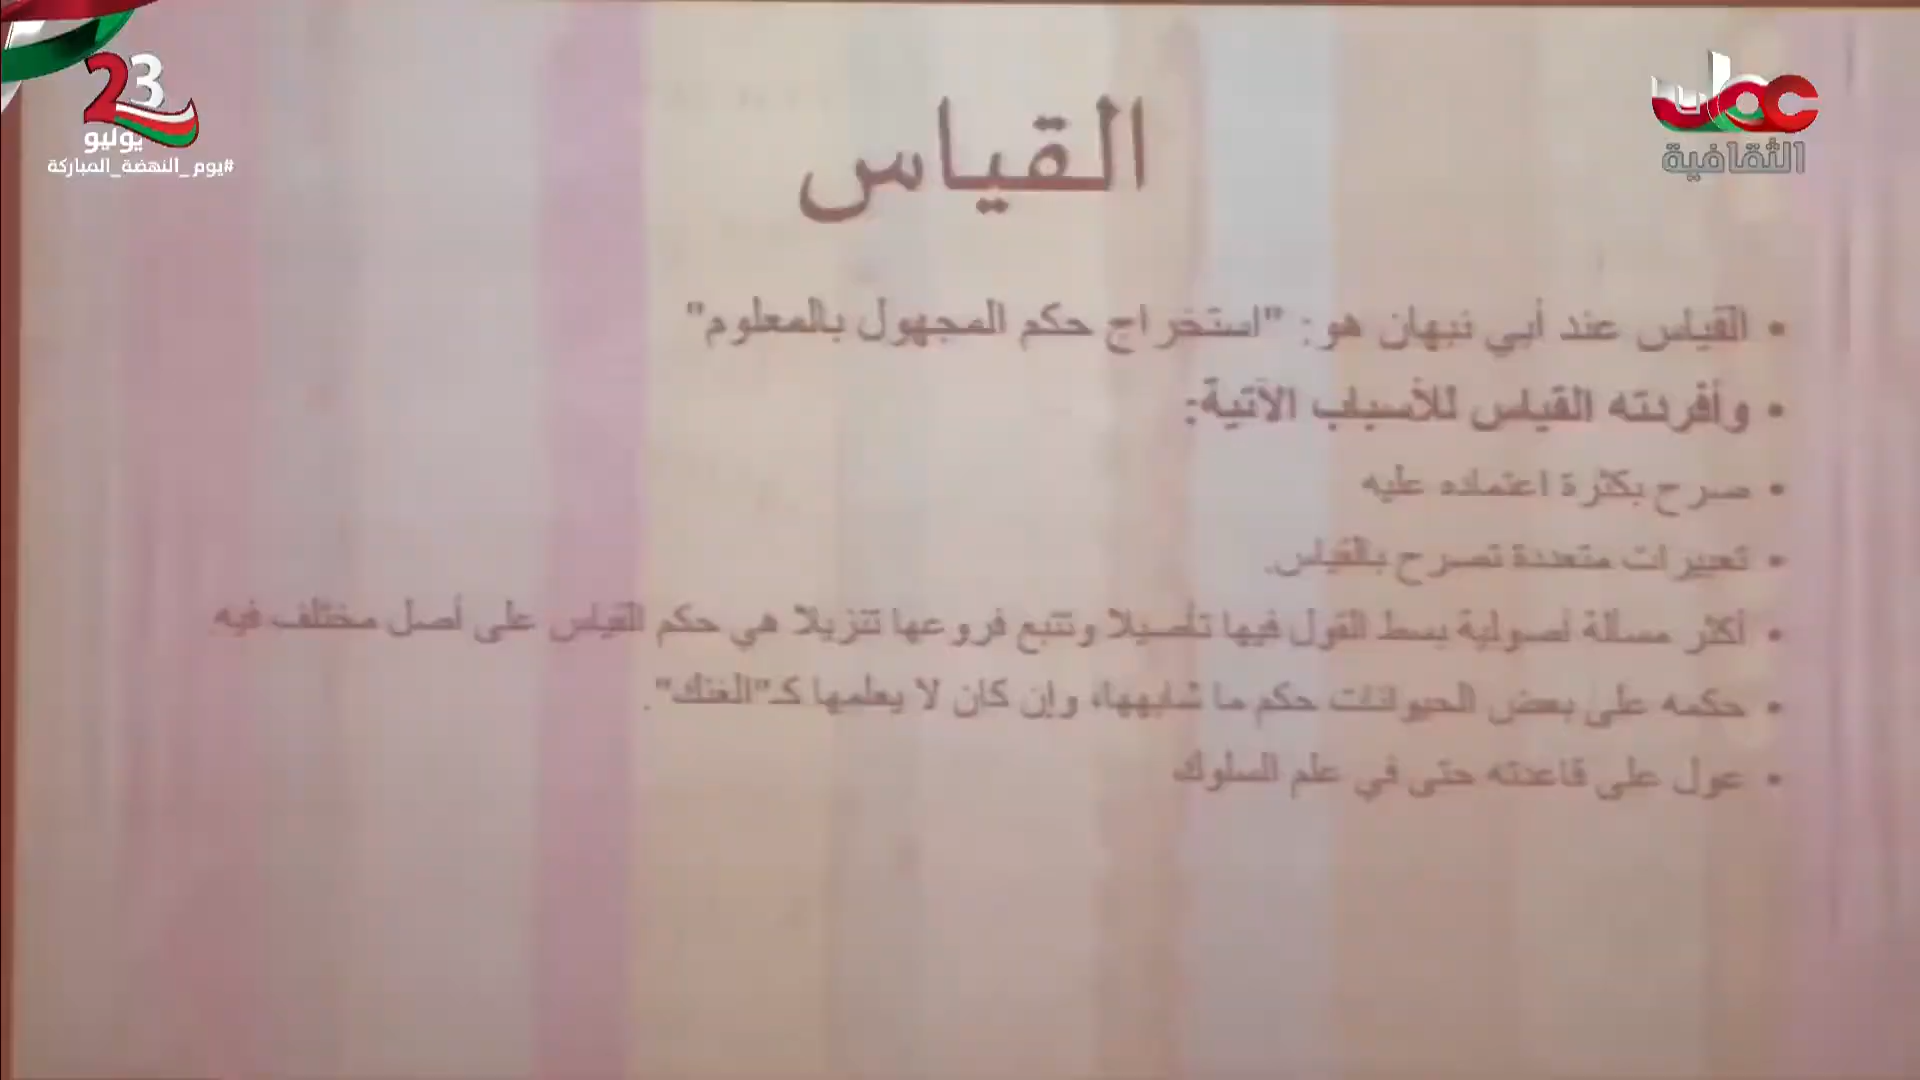 23
يوليو
#يوم_النهضة_المباركة
عمان
الثقافية
القياس
• القياس عند أبي نبهان هو: "استخراج حكم المجهول بالمعلوم"
• وأفردته القياس للأسباب الآتية:
• صرح بكثرة اعتماده عليه
• تعبيرات متعددة تصرح بالقياس.
• أكثر مسألة أصولية بسط القول فيها تأصيلا وتتبع فروعها تنزيلا هي حكم القياس على أصل مختلف فيه
• حكمه على بعض الحيوانات حكم ما شابهها، وإن كان لا يعلمها كـ"الفنك".
• عول على قاعدته حتى في علم السلوك